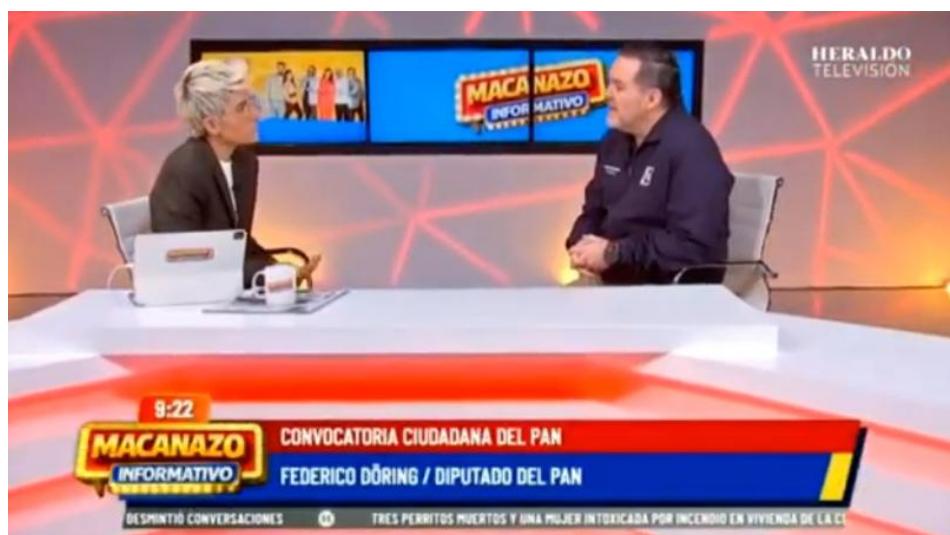 HERALDO
TELEVISIÓN
MACANAZO
INFORMATIVO
9:22
MACANAZO
INFORMATIVO
CONVOCATORIA CIUDADANA DEL PAN
FEDERICO DÖRING / DIPUTADO DEL PAN
DESMINTIÓ CONVERSACIONES
TRES PERRITOS MUERTOS Y UNA MUJER INTOXICADA POR INCENDIO EN VIVIENDA DE LA